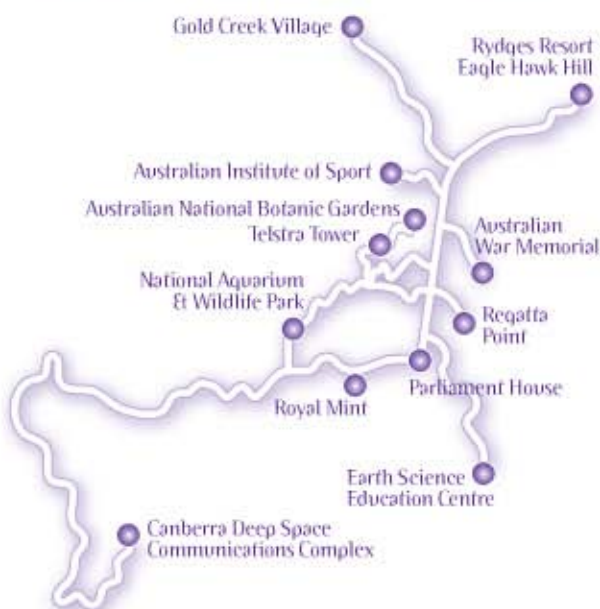 Gold Creek Village
Rydges Resort
Eagle Hawk Hill
Australian Institute of Sport
Australian National Botanic Gardens
Telstra Tower
Australian
War Memorial
National Aquarium
& Wildlife Park
Regatta
Point
Parliament House
Royal Mint
Earth Science
Education Centre
Canberra Deep Space
Communications Complex